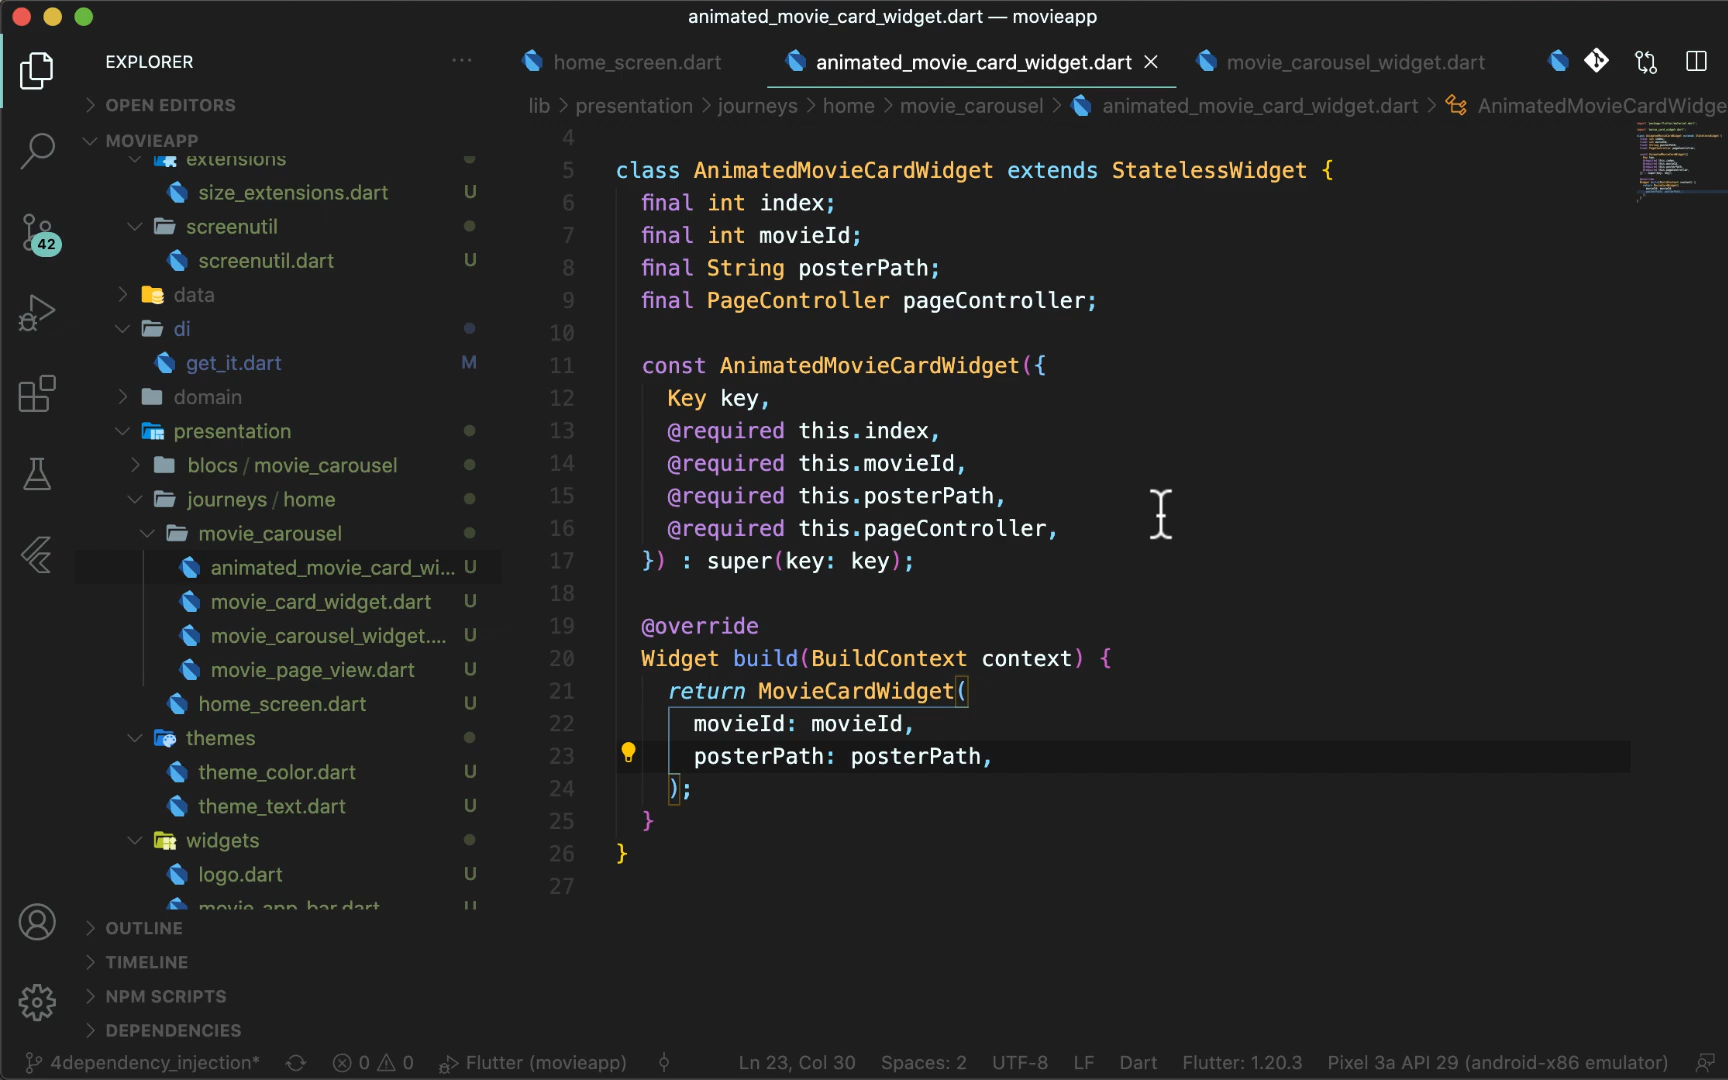 animated_movie_card_widget.dart — movieapp
EXPLORER
home_screen.dart
animated_movie_card_widget.dart
movie_carousel_widget.dart
OPEN EDITORS
lib > presentation > journeys > home > movie_carousel > animated_movie_card_widget.dart > AnimatedMovieCardWidge
MOVIEAPP
extensions
size_extensions.dart U
screenutil
screenutil.dart U
data
di
get_it.dart M
domain
presentation
blocs / movie_carousel
journeys / home
movie_carousel
animated_movie_card_wi... U
movie_card_widget.dart U
movie_carousel_widget.... U
movie_page_view.dart U
home_screen.dart U
themes
theme_color.dart U
theme_text.dart U
widgets
logo.dart U
movie_app_bar.dart U
OUTLINE
TIMELINE
NPM SCRIPTS
DEPENDENCIES
42
4
5 class AnimatedMovieCardWidget extends StatelessWidget {
6 final int index;
7 final int movieId;
8 final String posterPath;
9 final PageController pageController;
10
11 const AnimatedMovieCardWidget({
12 Key key,
13 @required this.index,
14 @required this.movieId,
15 @required this.posterPath,
16 @required this.pageController,
17 }) : super(key: key);
18
19 @override
20 Widget build(BuildContext context) {
21 return MovieCardWidget(
22 movieId: movieId,
23 posterPath: posterPath,
24 );
25 }
26 }
27
4dependency_injection* 0 0 Flutter (movieapp) Ln 23, Col 30 Spaces: 2 UTF-8 LF Dart Flutter: 1.20.3 Pixel 3a API 29 (android-x86 emulator)